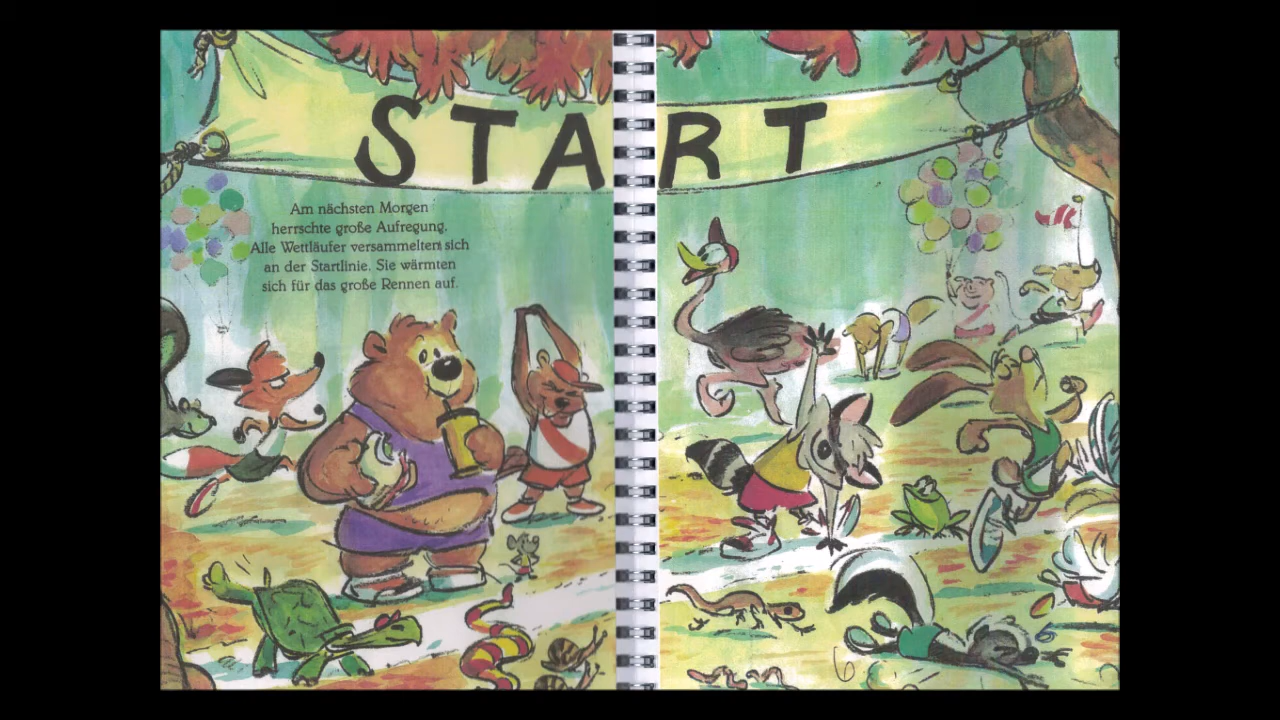 START
Am nächsten Morgen
herrschte große Aufregung.
Alle Wettläufer versammelten sich
an der Startlinie. Sie wärmten
sich für das große Rennen auf.